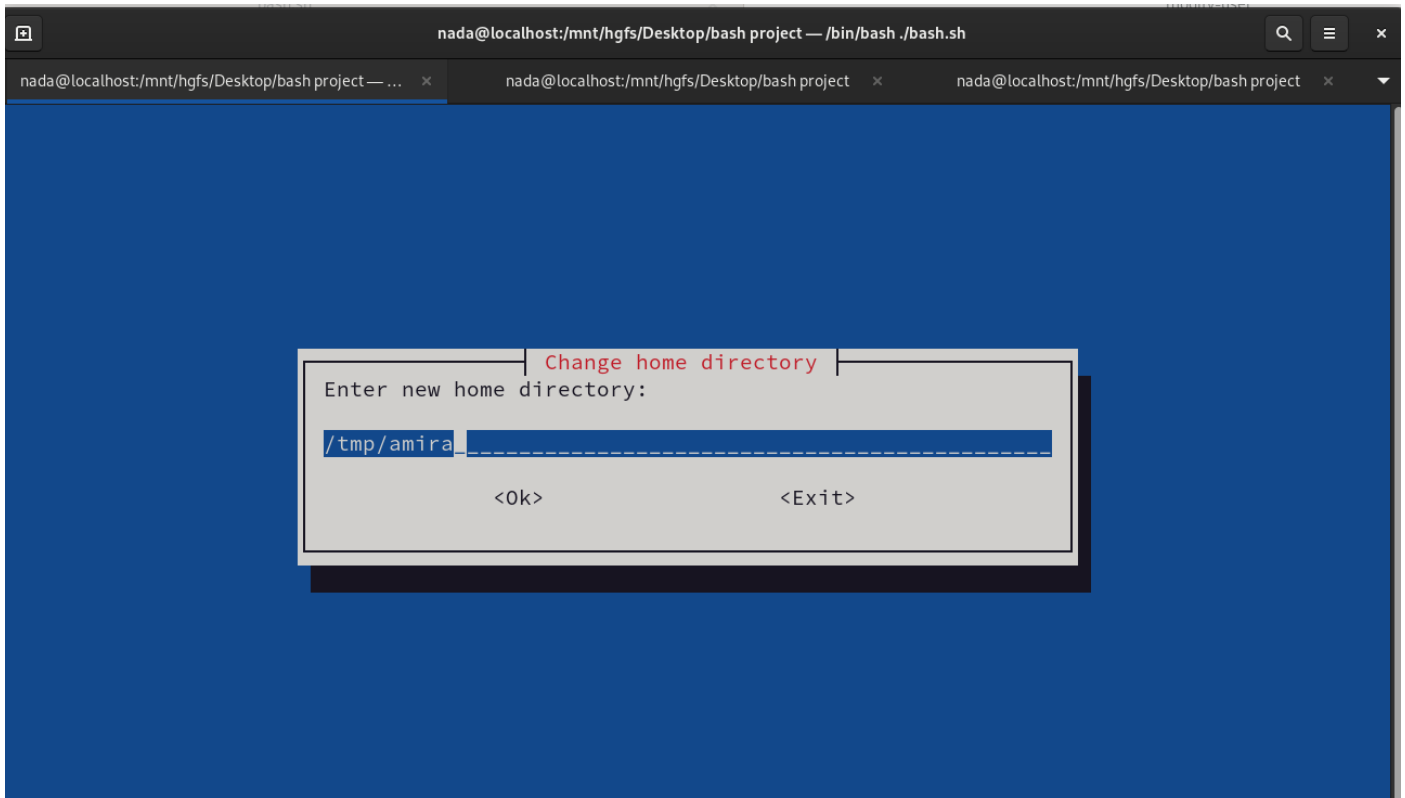 nada@localhost:/mnt/hgfs/Desktop/bash project — /bin/bash ./bash.sh
nada@localhost:/mnt/hgfs/Desktop/bash project — ... × nada@localhost:/mnt/hgfs/Desktop/bash project × nada@localhost:/mnt/hgfs/Desktop/bash project ×
Change home directory
Enter new home directory:
/tmp/amira______________________________________________
<Ok> <Exit>